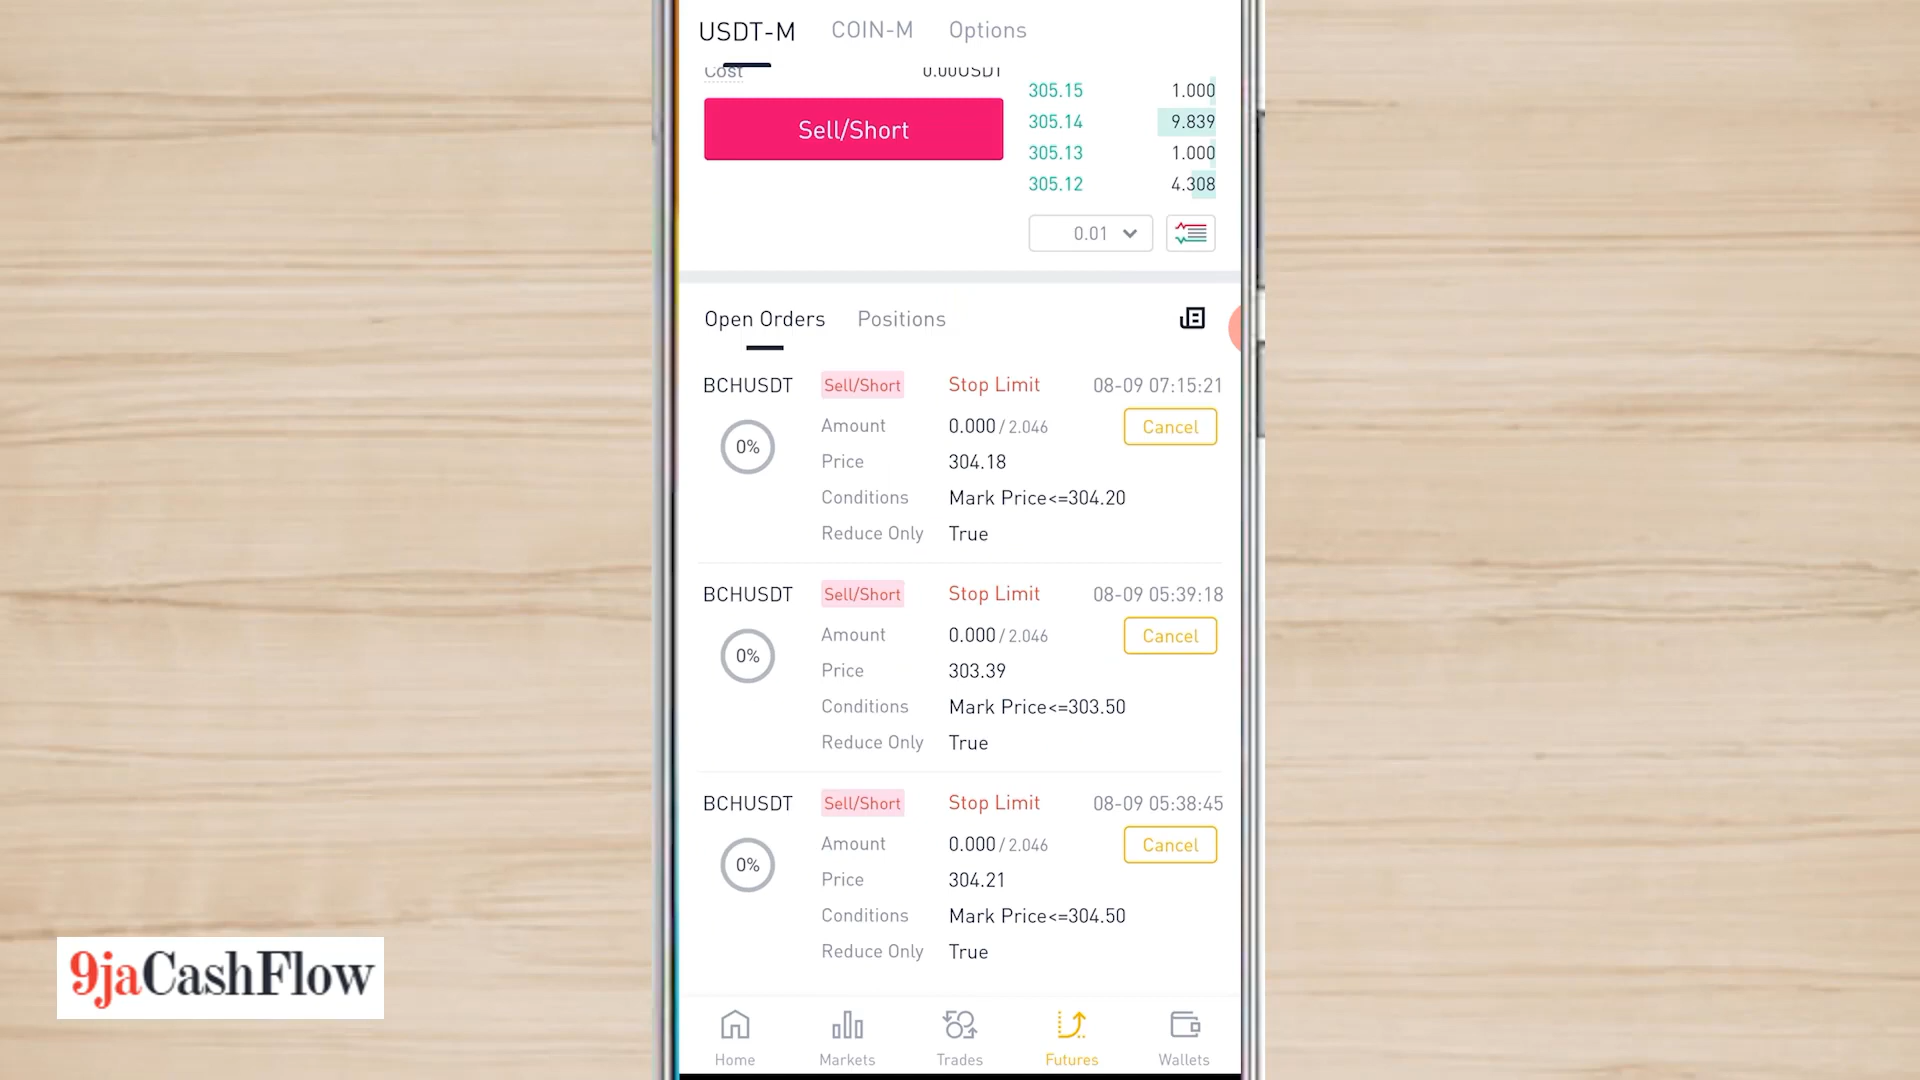 USDT-M COIN-M Options
Cost 0.00USDT
305.15 1.000
Sell/Short
305.14 9.839
305.13 1.000
305.12 4.308
0.01
Open Orders Positions
BCHUSDT Sell/Short Stop Limit 08-09 07:15:21
Amount 0.000 / 2.046 Cancel
0%
Price 304.18
Conditions Mark Price<=304.20
Reduce Only True
BCHUSDT Sell/Short Stop Limit 08-09 05:39:18
Amount 0.000 / 2.046 Cancel
0%
Price 303.39
Conditions Mark Price<=303.50
Reduce Only True
BCHUSDT Sell/Short Stop Limit 08-09 05:38:45
Amount 0.000 / 2.046 Cancel
0%
Price 304.21
Conditions Mark Price<=304.50
Reduce Only True
9jaCashFlow
Home Markets Trades Futures Wallets